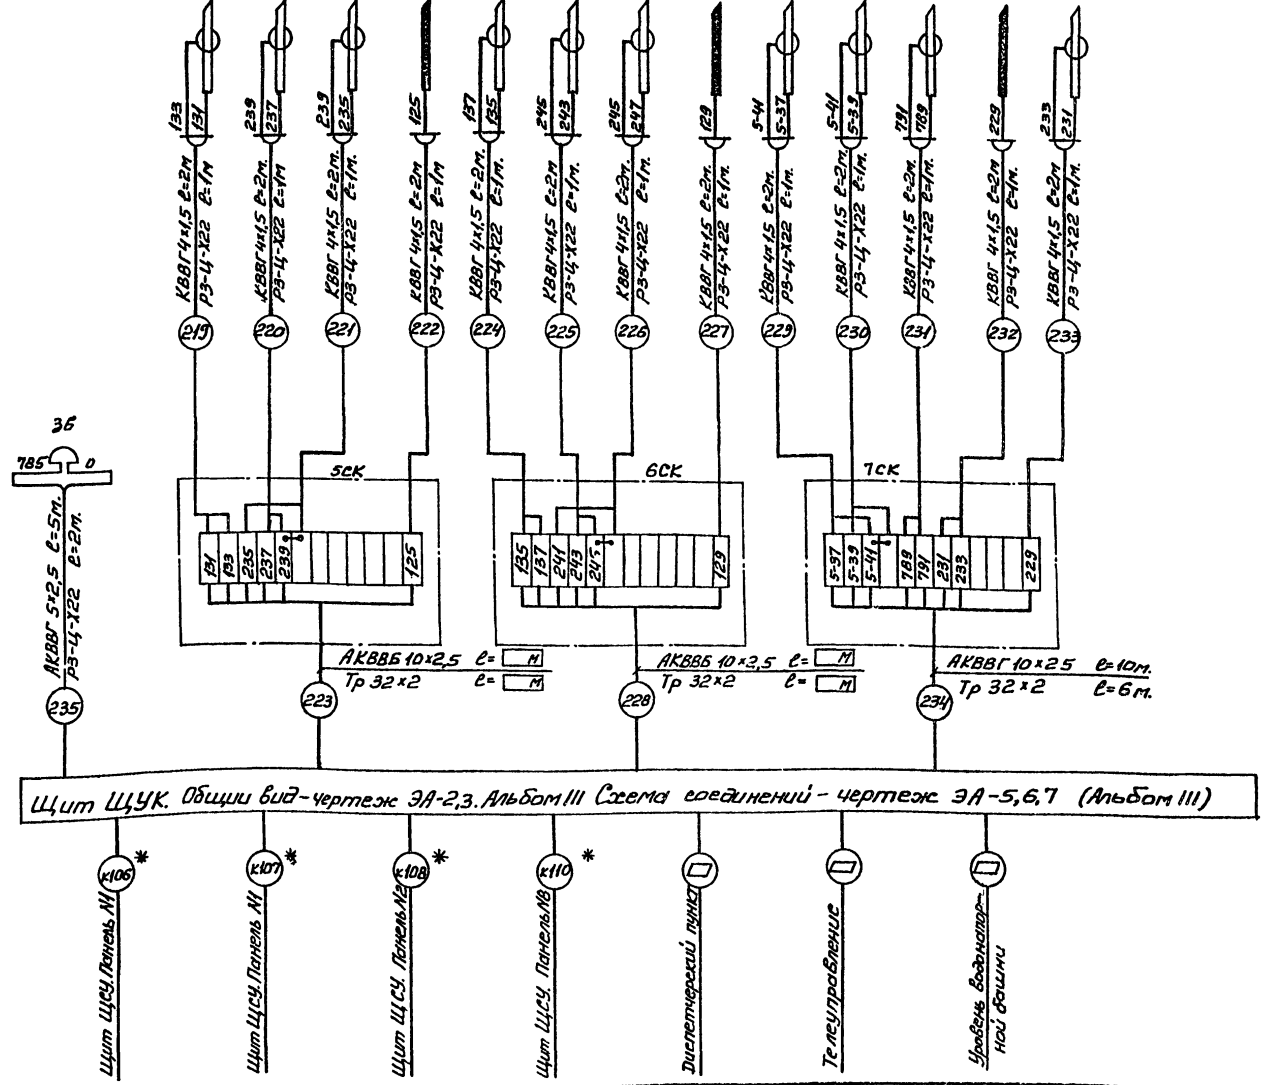 133 131
239 237
239 235
125
137 135
245 243
245 247
129
5-41 5-37
5-41 5-39
791 789
229
233 231
КВВГ 4×1,5 ℓ=2м
РЗ-Ц-Х22 ℓ=1м
КВВГ 4×1,5 ℓ=2м.
РЗ-Ц-Х22 ℓ=1м
КВВГ 4×1,5 ℓ=2м.
РЗ-Ц-Х22 ℓ=1м.
КВВГ 4×1,5 ℓ=2м
РЗ-Ц-Х22 ℓ=1м
КВВГ 4×1,5 ℓ=2м.
РЗ-Ц-Х22 ℓ=1м.
КВВГ 4×1,5 ℓ=2м
РЗ-Ц-Х22 ℓ=1м.
КВВГ 4×1,5 ℓ=2м.
РЗ-Ц-Х22 ℓ=1м.
КВВГ 4×1,5 ℓ=2м.
РЗ-Ц-Х22 ℓ=1м.
КВВГ 4×1,5 ℓ=2м.
РЗ-Ц-Х22 ℓ=1м.
КВВГ 4×1,5 ℓ=2м.
РЗ-Ц-Х22 ℓ=1м.
КВВГ 4×1,5 ℓ=2м
РЗ-Ц-Х22 ℓ=1м.
КВВГ 4×1,5 ℓ=2м
РЗ-Ц-Х22 ℓ=1м.
КВВГ 4×1,5 ℓ=2м
РЗ-Ц-Х22 ℓ=1м.
219 220 221 222 224 225 226 227 229 230 231 232 233
3б
785 0
АКВВГ 5×2,5 ℓ=5м.
РЗ-Ц-Х22 ℓ=2м.
235
5СК
131 133 235 237 239 125
6СК
135 137 241 243 245 129
7СК
5-37 5-39 5-41 789 791 231 233 229
АКВВБ 10×2,5 ℓ= м
Тр 32×2 ℓ= м
223
АКВВБ 10×2,5 ℓ= м
Тр 32×2 ℓ= м
228
АКВВГ 10×2,5 ℓ=10м.
Тр 32×2 ℓ=6м.
234
Щит ЩУК. Общий вид-чертеж ЭА-2,3. Альбом III Схема соединений - чертеж ЭА-5,6,7 (Альбом III)
к106 *
к107 *
к108 *
к110 *
Щит ЩСУ. Панель N1
Щит ЩСУ. Панель N1
Щит ЩСУ. Панель N2
Щит ЩСУ. Панель N8
Диспетчерский пункт
Телеуправление
Уровень водонапор-
ной башни